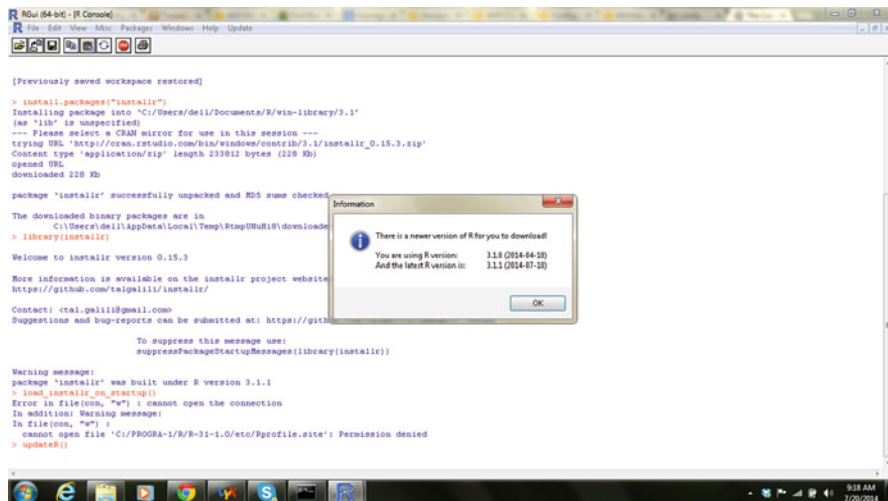 RGui (64-bit) - [R Console]
File Edit View Misc Packages Windows Help Update
[Previously saved workspace restored]
> install.packages("installr")
Installing package into 'C:/Users/dell/Documents/R/win-library/3.1'
(as 'lib' is unspecified)
--- Please select a CRAN mirror for use in this session ---
trying URL 'http://cran.rstudio.com/bin/windows/contrib/3.1/installr_0.15.3.zip'
Content type 'application/zip' length 233812 bytes (228 Kb)
opened URL
downloaded 228 Kb
package 'installr' successfully unpacked and MD5 sums checked
The downloaded binary packages are in
C:\Users\dell\AppData\Local\Temp\RtmpUHuRi8\downloade
> library(installr)
Welcome to installr version 0.15.3
More information is available on the installr project website
https://github.com/talgalili/installr/
Contact: <tal.galili@gmail.com>
Suggestions and bug-reports can be submitted at: https://gith
To suppress this message use:
suppressPackageStartupMessages(library(installr))
Warning message:
package 'installr' was built under R version 3.1.1
> load_installr_on_startup()
Error in file(con, "w") : cannot open the connection
In addition: Warning message:
In file(con, "w") :
cannot open file 'C:/PROGRA~1/R/R-31~1.0/etc/Rprofile.site': Permission denied
> updateR()
Information
There is a newer version of R for you to download!
You are using R version: 3.1.0 (2014-04-10)
And the latest R version is: 3.1.1 (2014-07-10)
OK
9:18 AM
7/20/2014